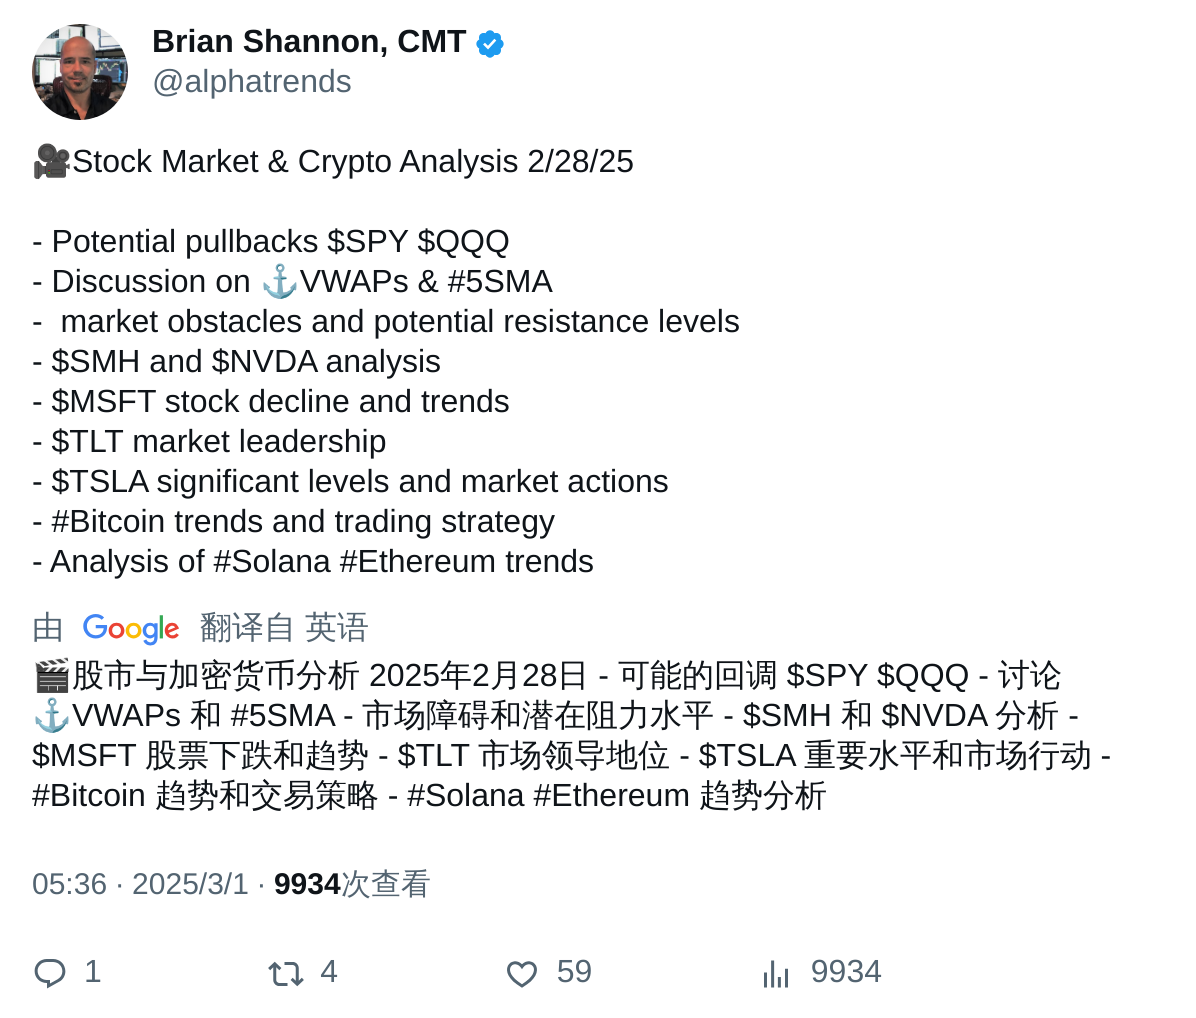 Brian Shannon, CMT
@alphatrends
🎥Stock Market & Crypto Analysis 2/28/25
- Potential pullbacks $SPY $QQQ
- Discussion on ⚓VWAPs & #5SMA
-  market obstacles and potential resistance levels
- $SMH and $NVDA analysis
- $MSFT stock decline and trends
- $TLT market leadership
- $TSLA significant levels and market actions
- #Bitcoin trends and trading strategy
- Analysis of #Solana #Ethereum trends
由 Google 翻译自 英语
🎬股市与加密货币分析 2025年2月28日 - 可能的回调 $SPY $QQQ - 讨论
⚓VWAPs 和 #5SMA - 市场障碍和潜在阻力水平 - $SMH 和 $NVDA 分析 -
$MSFT 股票下跌和趋势 - $TLT 市场领导地位 - $TSLA 重要水平和市场行动 -
#Bitcoin 趋势和交易策略 - #Solana #Ethereum 趋势分析
05:36 · 2025/3/1 · 9934次查看
1 4 59 9934